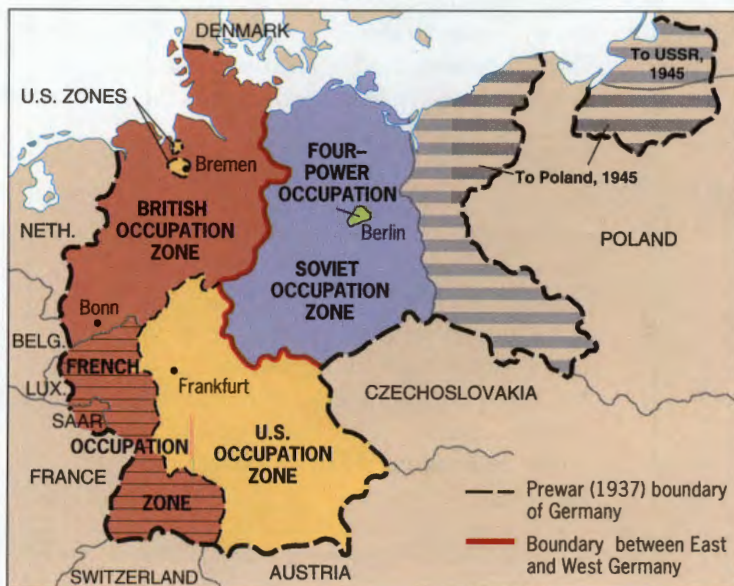 DENMARK
To USSR,
1945
U.S. ZONES
Bremen
FOUR–
POWER
OCCUPATION
To Poland, 1945
BRITISH
OCCUPATION
ZONE
Berlin
NETH.
POLAND
SOVIET
OCCUPATION
ZONE
Bonn
BELG.
FRENCH
Frankfurt
CZECHOSLOVAKIA
LUX.
SAAR
OCCUPATION
U.S.
OCCUPATION
ZONE
FRANCE
ZONE
Prewar (1937) boundary
of Germany
Boundary between East
and West Germany
SWITZERLAND
AUSTRIA